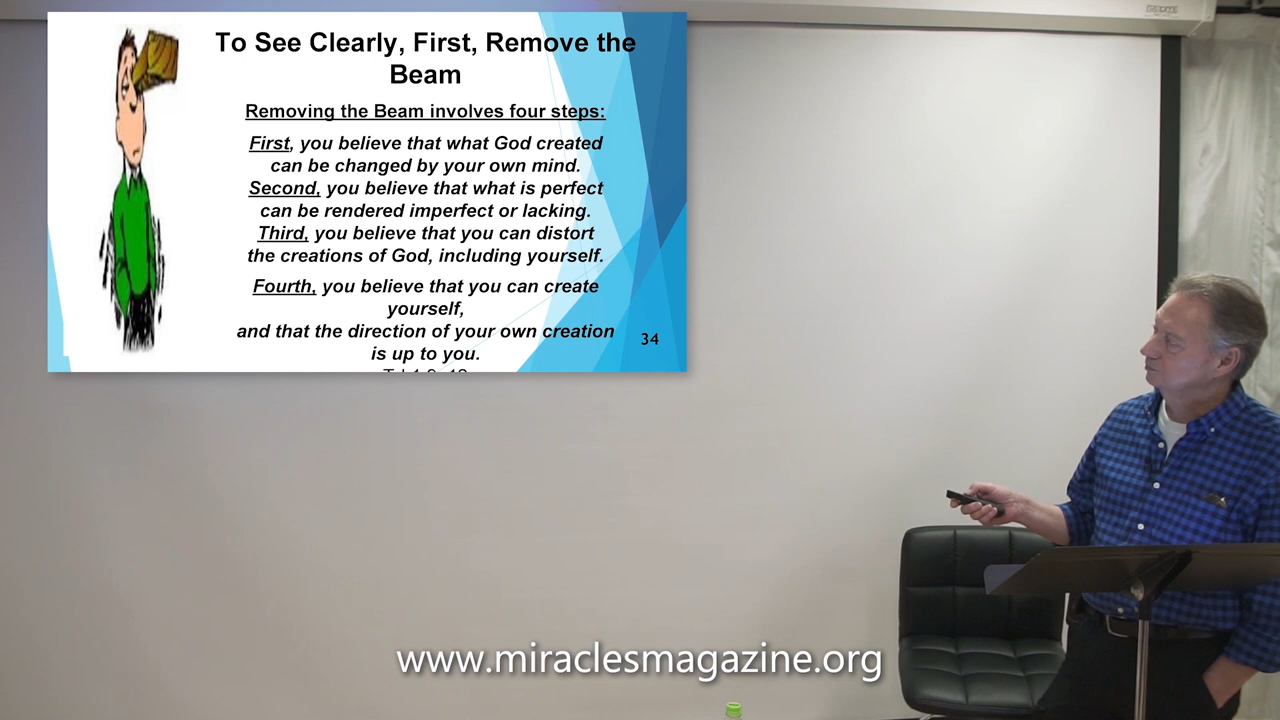 To See Clearly, First, Remove the
Beam
Removing the Beam involves four steps:
First, you believe that what God created
can be changed by your own mind.
Second, you believe that what is perfect
can be rendered imperfect or lacking.
Third, you believe that you can distort
the creations of God, including yourself.
Fourth, you believe that you can create
yourself,
and that the direction of your own creation
is up to you.
34
www.miraclesmagazine.org